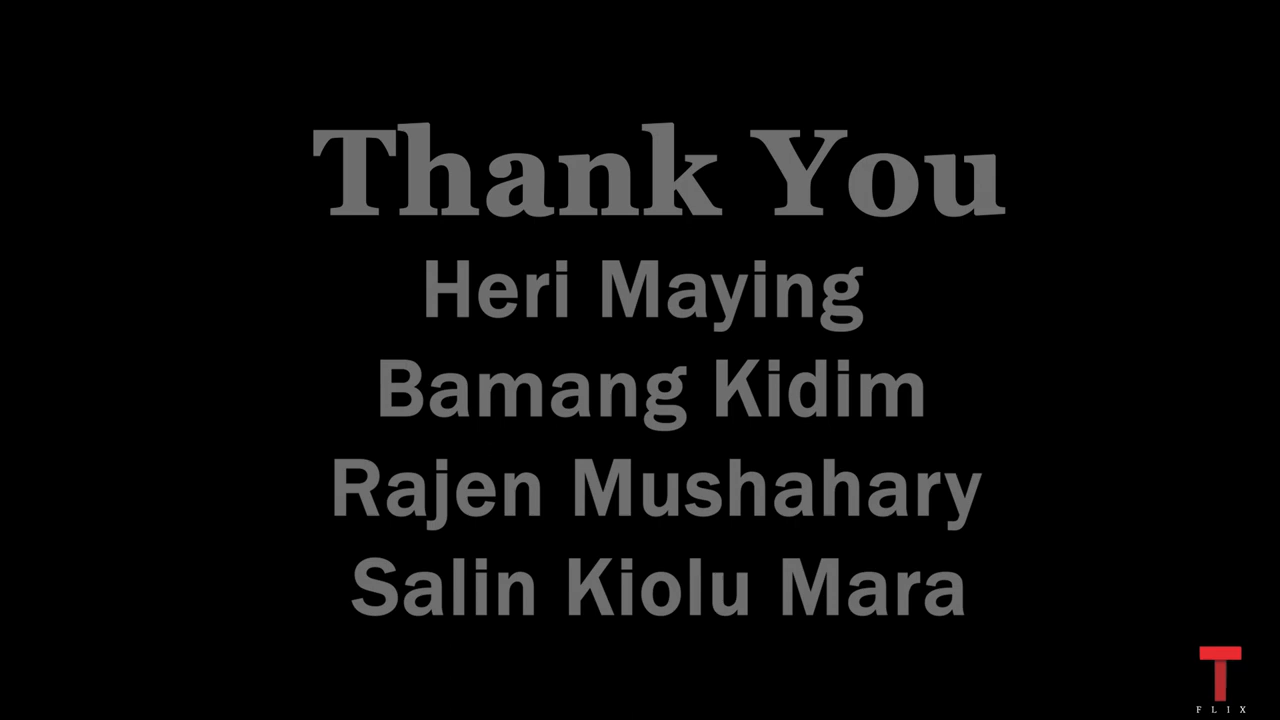 Thank You
Heri Maying
Bamang Kidim
Rajen Mushahary
Salin Kiolu Mara
T
FLIX